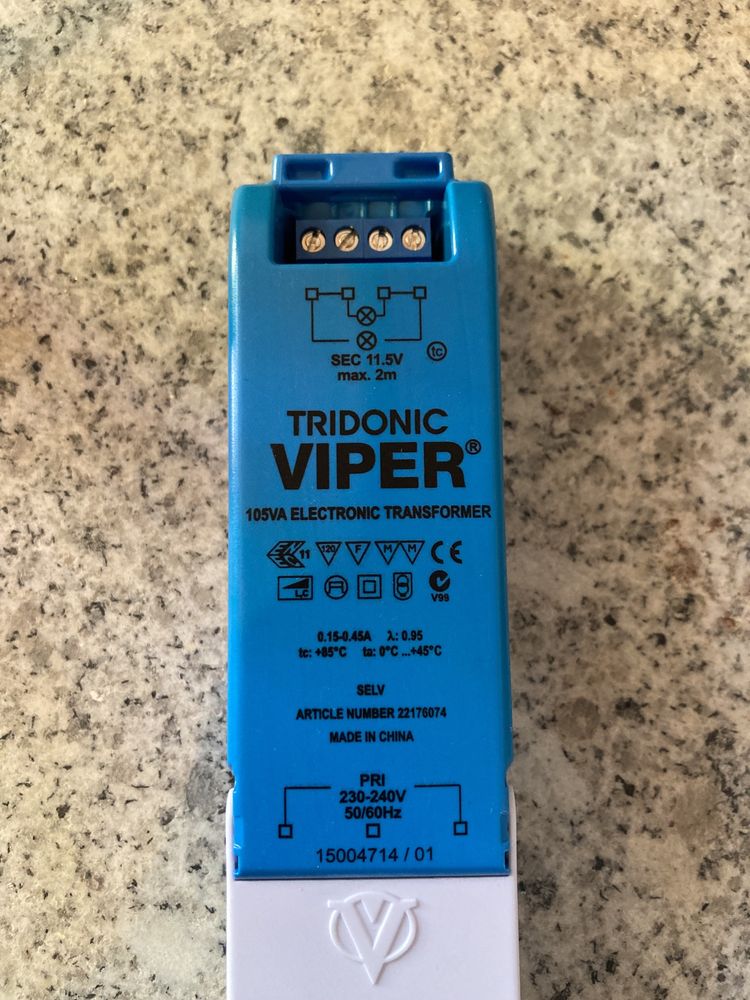 SEC 11.5V
max. 2m
tc
TRIDONIC
VIPER®
105VA ELECTRONIC TRANSFORMER
11 120 F M M CE
L,C V99
0.15-0.45A λ: 0.95
tc: +85°C ta: 0°C ...+45°C
SELV
ARTICLE NUMBER 22176074
MADE IN CHINA
PRI
230-240V
50/60Hz
15004714 / 01
V